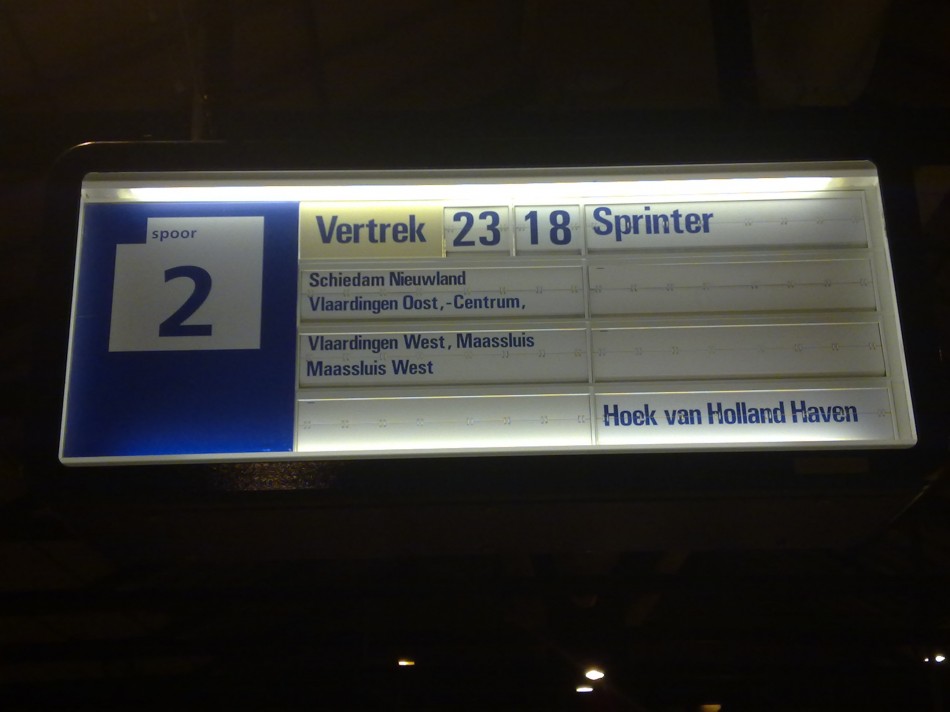 spoor
2
Vertrek 23 18 Sprinter
Schiedam Nieuwland
Vlaardingen Oost,-Centrum,
Vlaardingen West, Maassluis
Maassluis West
Hoek van Holland Haven